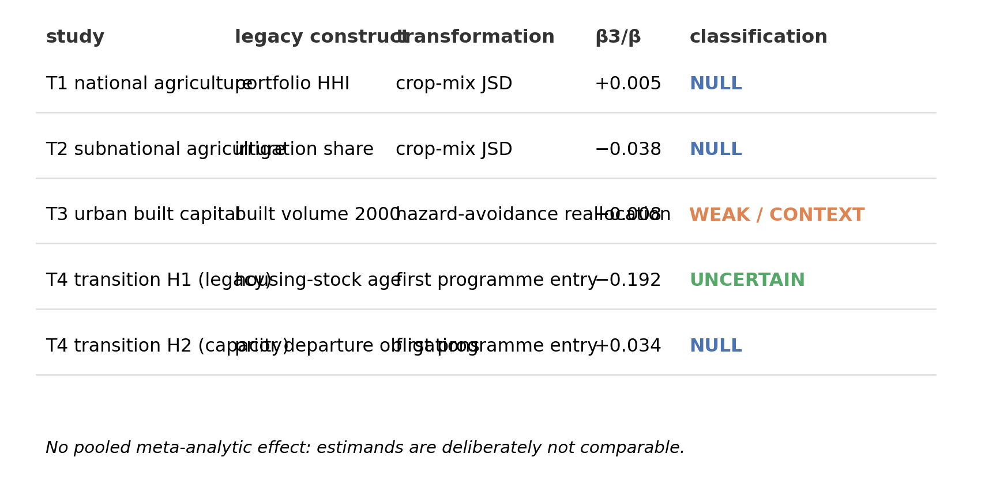 study legacy construct transformation β3/β classification
T1 national agriculture portfolio HHI crop-mix JSD +0.005 NULL
T2 subnational agriculture irrigation share crop-mix JSD −0.038 NULL
T3 urban built capital built volume 2000 hazard-avoidance reallocation −0.008 WEAK / CONTEXT
T4 transition H1 (legacy) housing-stock age first programme entry −0.192 UNCERTAIN
T4 transition H2 (capacity) prior departure obligations first programme entry +0.034 NULL
No pooled meta-analytic effect: estimands are deliberately not comparable.